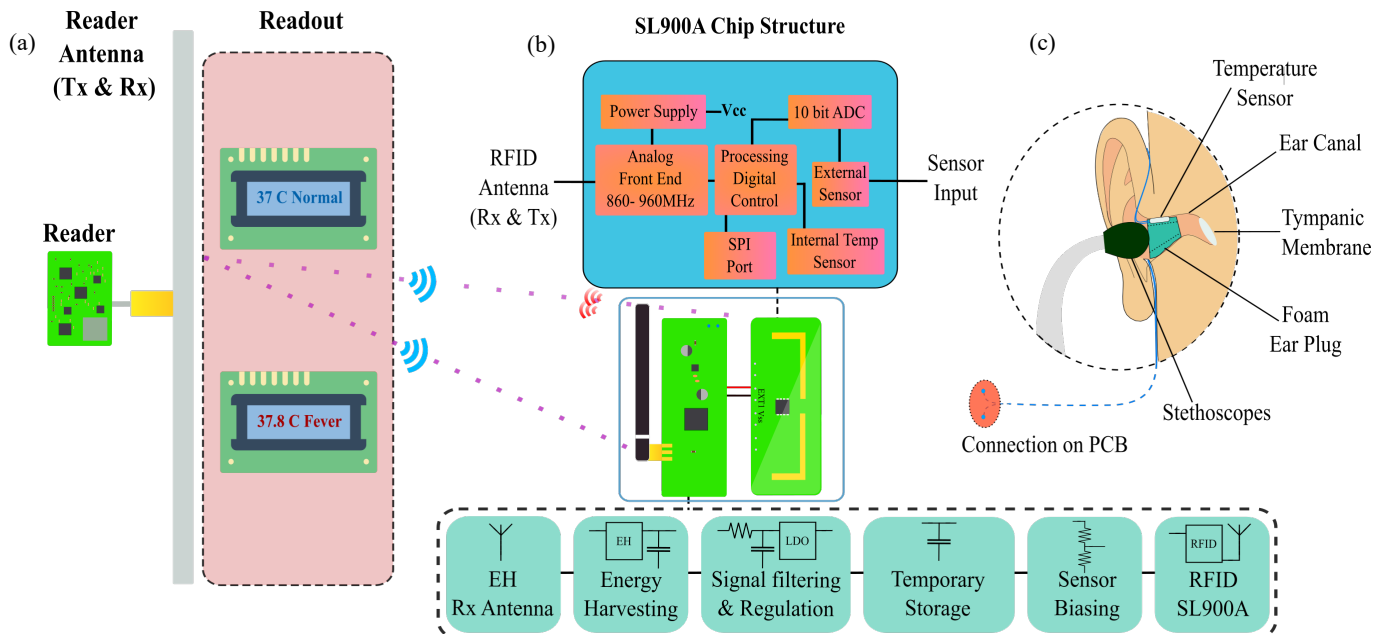 (a)
Reader
Antenna
(Tx & Rx)
Readout
37 C Normal
Reader
37.8 C Fever
(b)
SL900A Chip Structure
Power Supply
Vcc
10 bit ADC
RFID
Antenna
(Rx & Tx)
Analog
Front End
860- 960MHz
Processing
Digital
Control
External
Sensor
Sensor
Input
SPI
Port
Internal Temp
Sensor
EXT1 Vss
(c)
Temperature
Sensor
Ear Canal
Tympanic
Membrane
Foam
Ear Plug
Stethoscopes
Connection on PCB
EH
Rx Antenna
EH
Energy
Harvesting
LDO
Signal filtering
& Regulation
Temporary
Storage
Sensor
Biasing
RFID
RFID
SL900A